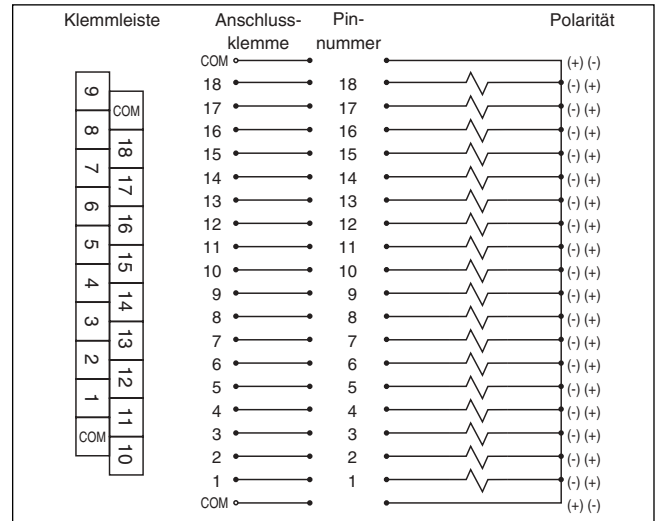 Klemmleiste Anschluss- Pin- Polarität
klemme nummer
COM (+) (-)
18 18 (-) (+)
17 17 (-) (+)
16 16 (-) (+)
15 15 (-) (+)
14 14 (-) (+)
13 13 (-) (+)
12 12 (-) (+)
11 11 (-) (+)
10 10 (-) (+)
9 9 (-) (+)
8 8 (-) (+)
7 7 (-) (+)
6 6 (-) (+)
5 5 (-) (+)
4 4 (-) (+)
3 3 (-) (+)
2 2 (-) (+)
1 1 (-) (+)
COM (+) (-)
9
8
7
6
5
4
3
2
1
COM
COM
18
17
16
15
14
13
12
11
10